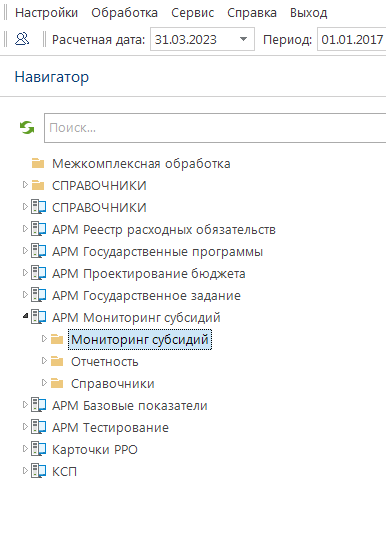 Настройки Обработка Сервис Справка Выход
Расчетная дата: 31.03.2023 Период: 01.01.2017
Навигатор
Поиск...
Межкомплексная обработка
СПРАВОЧНИКИ
СПРАВОЧНИКИ
АРМ Реестр расходных обязательств
АРМ Государственные программы
АРМ Проектирование бюджета
АРМ Государственное задание
АРМ Мониторинг субсидий
Мониторинг субсидий
Отчетность
Справочники
АРМ Базовые показатели
АРМ Тестирование
Карточки РРО
КСП